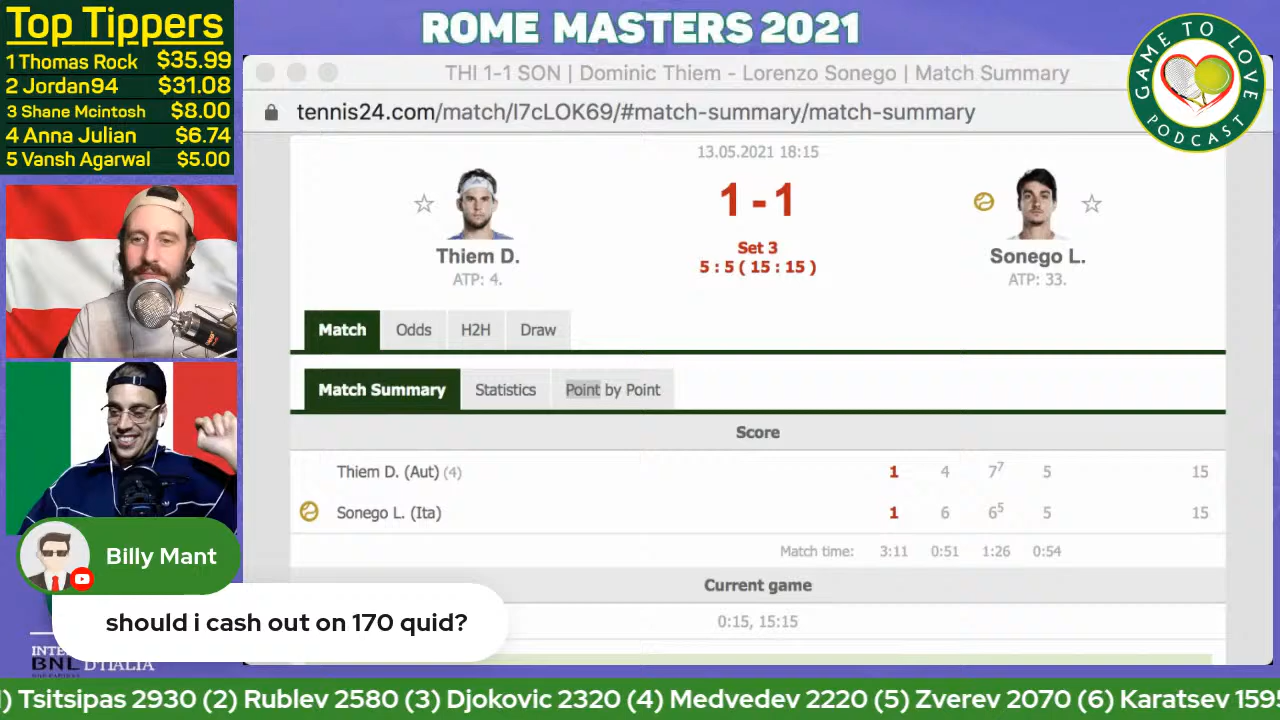 Top Tippers
1 Thomas Rock $35.99
2 Jordan94 $31.08
3 Shane Mcintosh $8.00
4 Anna Julian $6.74
5 Vansh Agarwal $5.00
ROME MASTERS 2021
GAME TO LOVE
PODCAST
THI 1-1 SON | Dominic Thiem - Lorenzo Sonego | Match Summary
tennis24.com/match/l7cLOK69/#match-summary/match-summary
13.05.2021 18:15
1 - 1
Set 3
5 : 5 ( 15 : 15 )
Thiem D.
ATP: 4.
Sonego L.
ATP: 33.
Match Odds H2H Draw
Match Summary Statistics Point by Point
Score
Thiem D. (Aut) (4) 1 4 7⁷ 5 15
Sonego L. (Ita) 1 6 6⁵ 5 15
Match time: 3:11 0:51 1:26 0:54
Current game
0:15, 15:15
Billy Mant
should i cash out on 170 quid?
INTE
BNL D'ITALIA
) Tsitsipas 2930 (2) Rublev 2580 (3) Djokovic 2320 (4) Medvedev 2220 (5) Zverev 2070 (6) Karatsev 1595